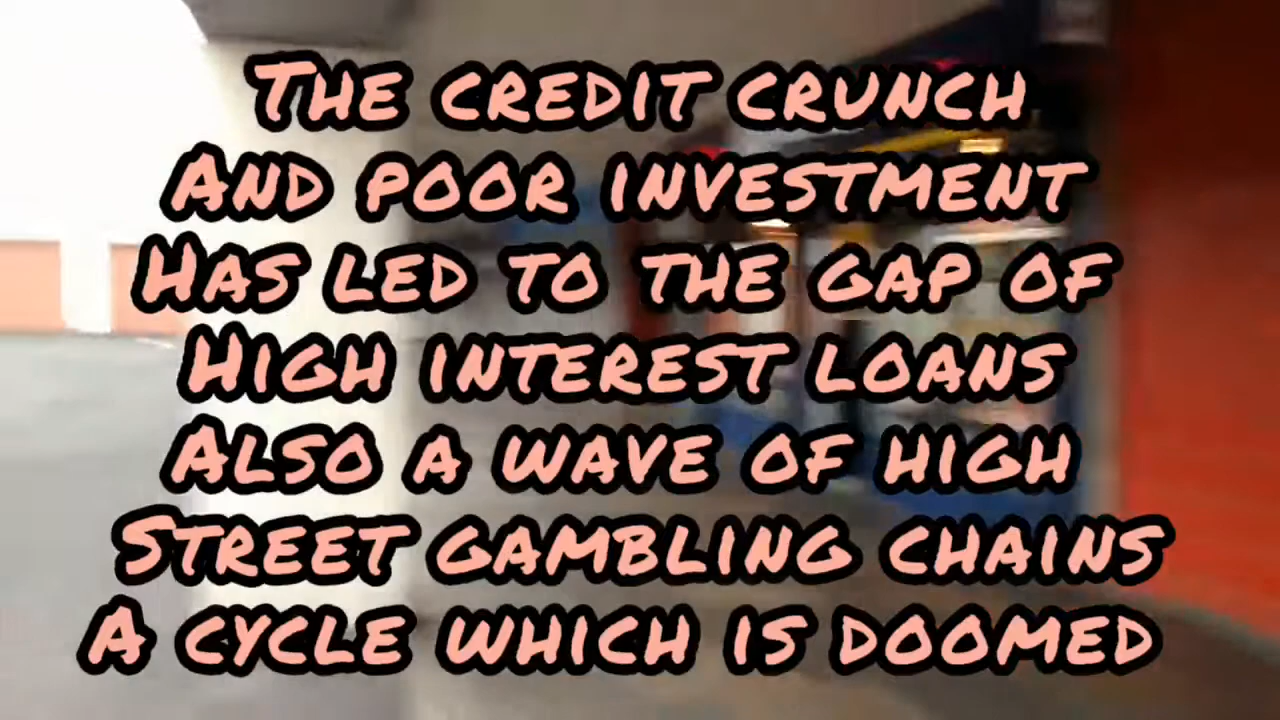 The credit crunch
And poor investment
Has led to the gap of
High interest loans
Also a wave of high
Street gambling chains
A cycle which is doomed